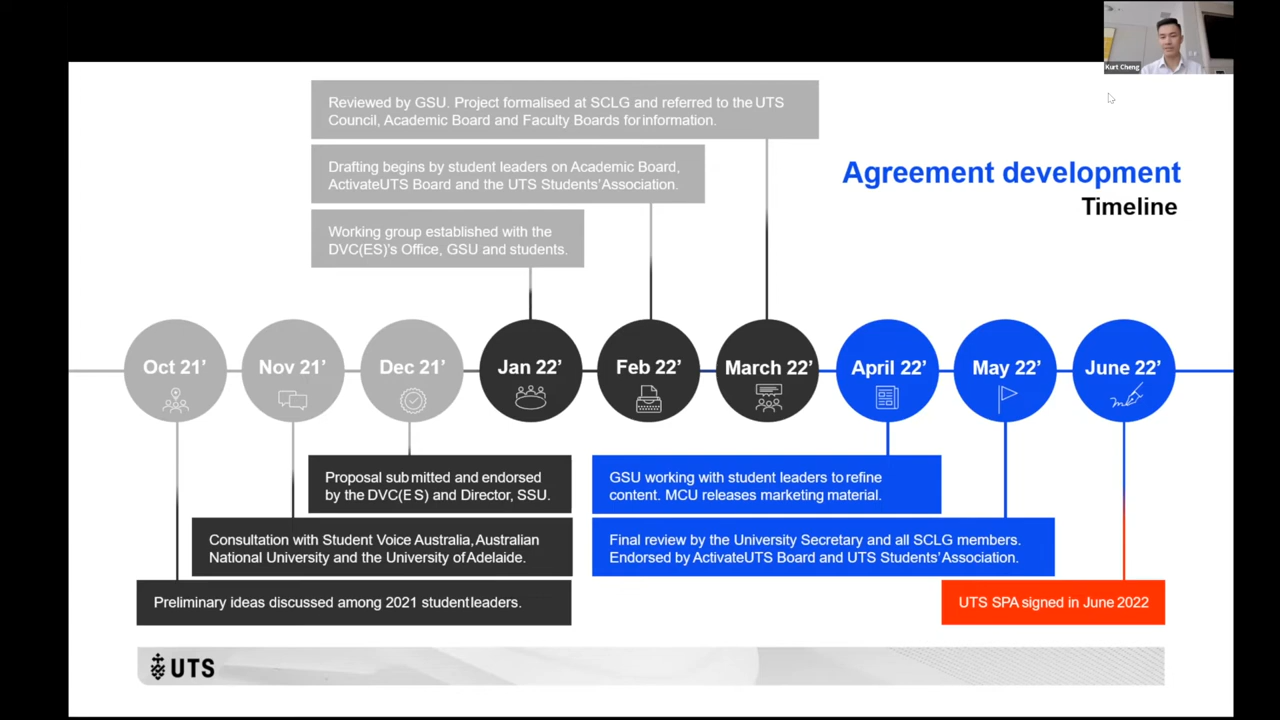 Kurt Cheng
Reviewed by GSU. Project formalised at SCLG and referred to the UTS
Council, Academic Board and Faculty Boards for information.
Drafting begins by student leaders on Academic Board,
ActivateUTS Board and the UTS Students' Association.
Working group established with the
DVC(ES)'s Office, GSU and students.
Agreement development
Timeline
Oct 21’
Nov 21’
Dec 21’
Jan 22’
Feb 22’
March 22’
April 22’
May 22’
June 22’
Proposal submitted and endorsed
by the DVC(ES) and Director, SSU.
Consultation with Student Voice Australia, Australian
National University and the University of Adelaide.
Preliminary ideas discussed among 2021 student leaders.
GSU working with student leaders to refine
content. MCU releases marketing material.
Final review by the University Secretary and all SCLG members.
Endorsed by ActivateUTS Board and UTS Students' Association.
UTS SPA signed in June 2022
UTS